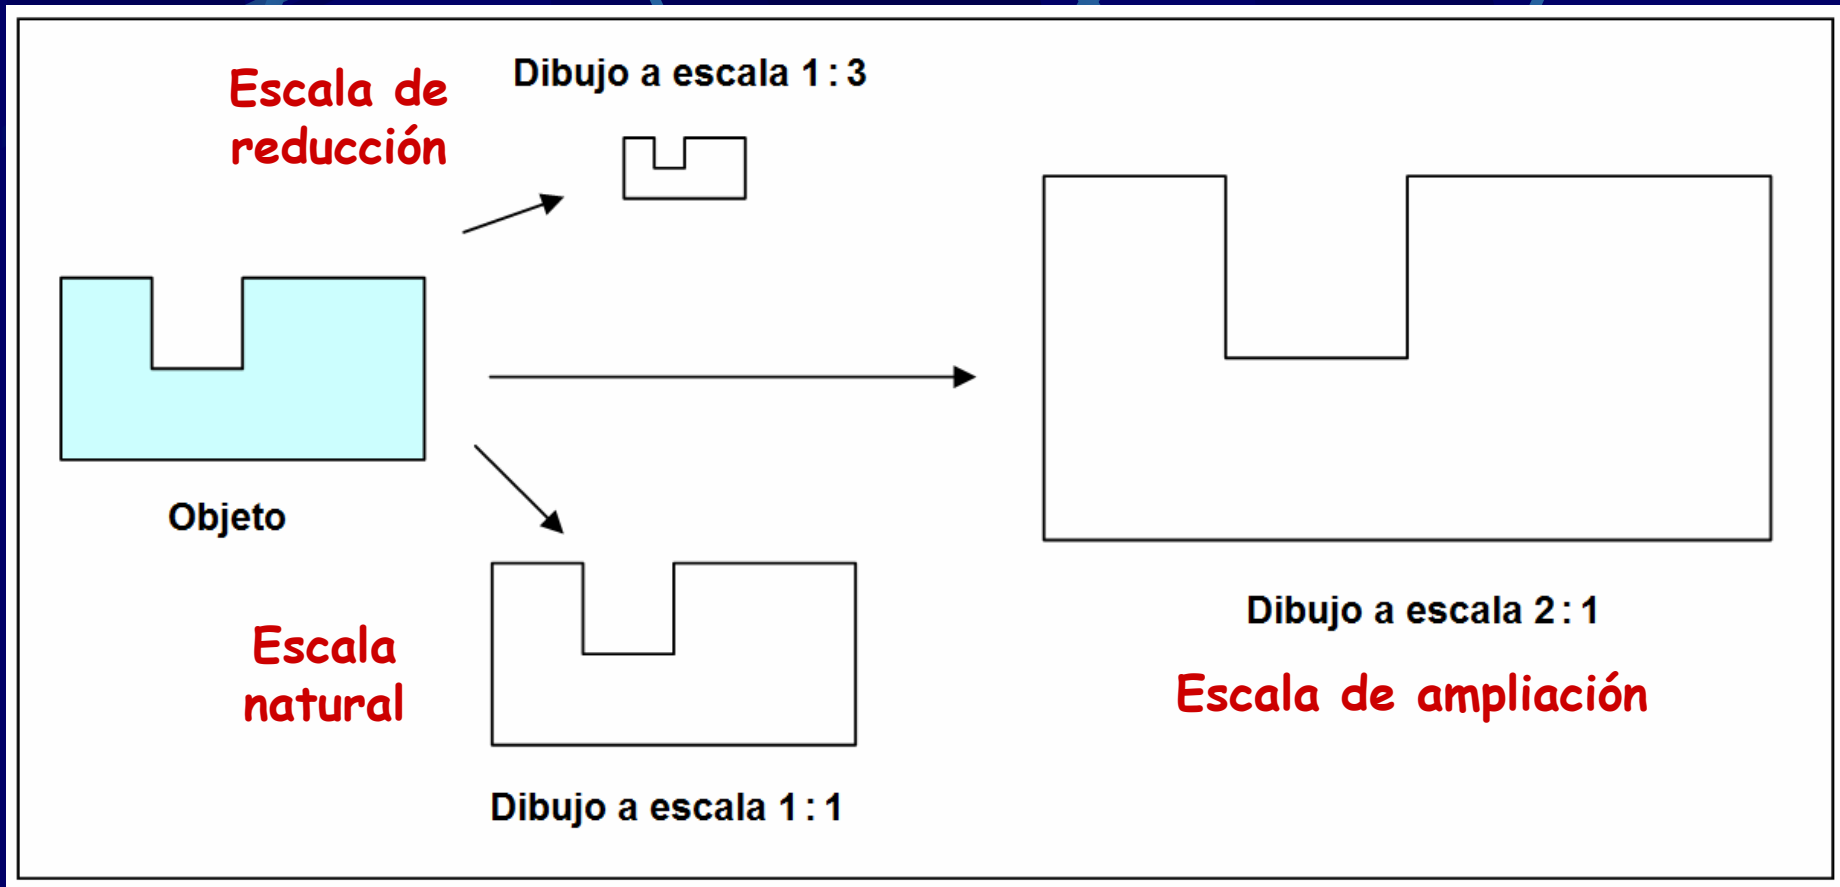 Escala de
reducción
Dibujo a escala 1:3
Objeto
Escala
natural
Dibujo a escala 1:1
Dibujo a escala 2:1
Escala de ampliación